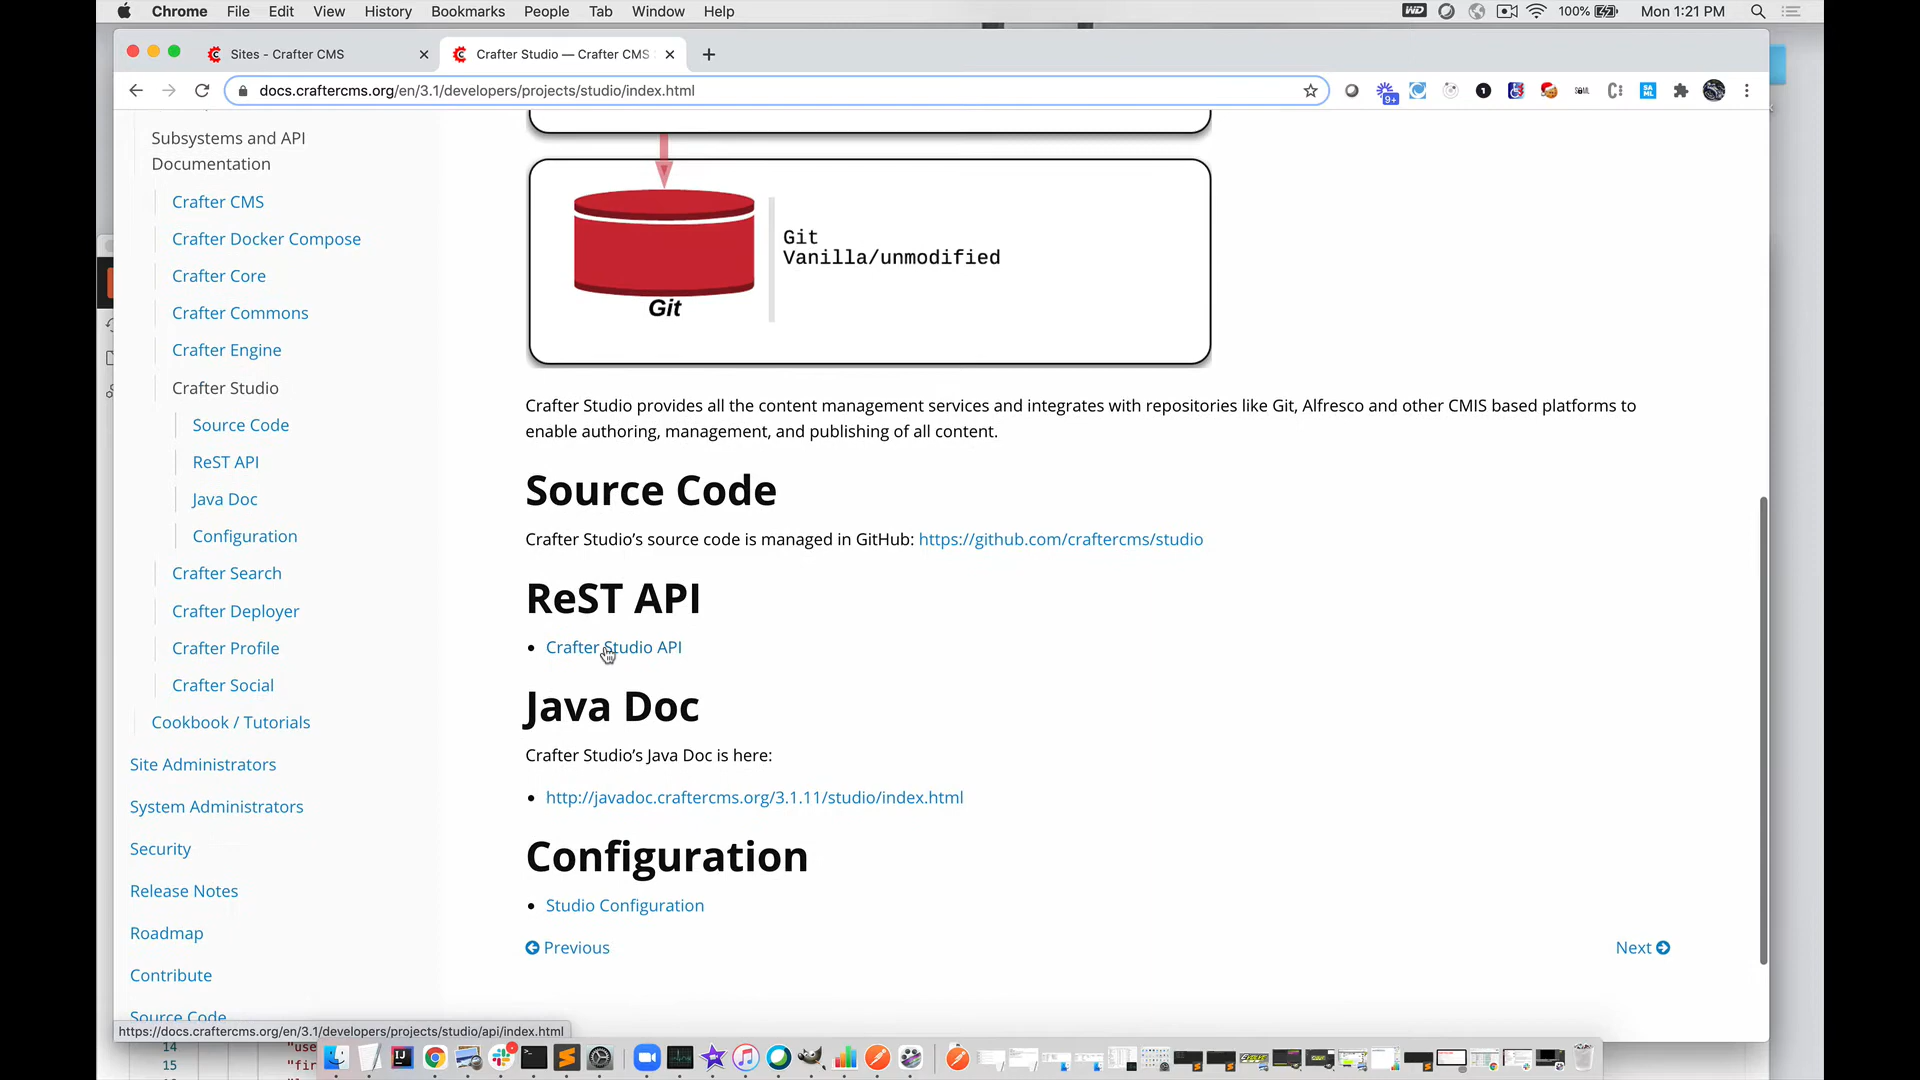 Chrome File Edit View History Bookmarks People Tab Window Help
100% Mon 1:21 PM
Sites - Crafter CMS
Crafter Studio — Crafter CMS
docs.craftercms.org/en/3.1/developers/projects/studio/index.html
9+
Subsystems and API
Documentation
Crafter CMS
Crafter Docker Compose
Crafter Core
Crafter Commons
Crafter Engine
Crafter Studio
Source Code
ReST API
Java Doc
Configuration
Crafter Search
Crafter Deployer
Crafter Profile
Crafter Social
Cookbook / Tutorials
Site Administrators
System Administrators
Security
Release Notes
Roadmap
Contribute
Source Code
Git
Git
Vanilla/unmodified
Crafter Studio provides all the content management services and integrates with repositories like Git, Alfresco and other CMIS based platforms to
enable authoring, management, and publishing of all content.
Source Code
Crafter Studio’s source code is managed in GitHub: https://github.com/craftercms/studio
ReST API
Crafter Studio API
Java Doc
Crafter Studio’s Java Doc is here:
http://javadoc.craftercms.org/3.1.11/studio/index.html
Configuration
Studio Configuration
Previous
Next
https://docs.craftercms.org/en/3.1/developers/projects/studio/api/index.html
14 "use
15 "fir